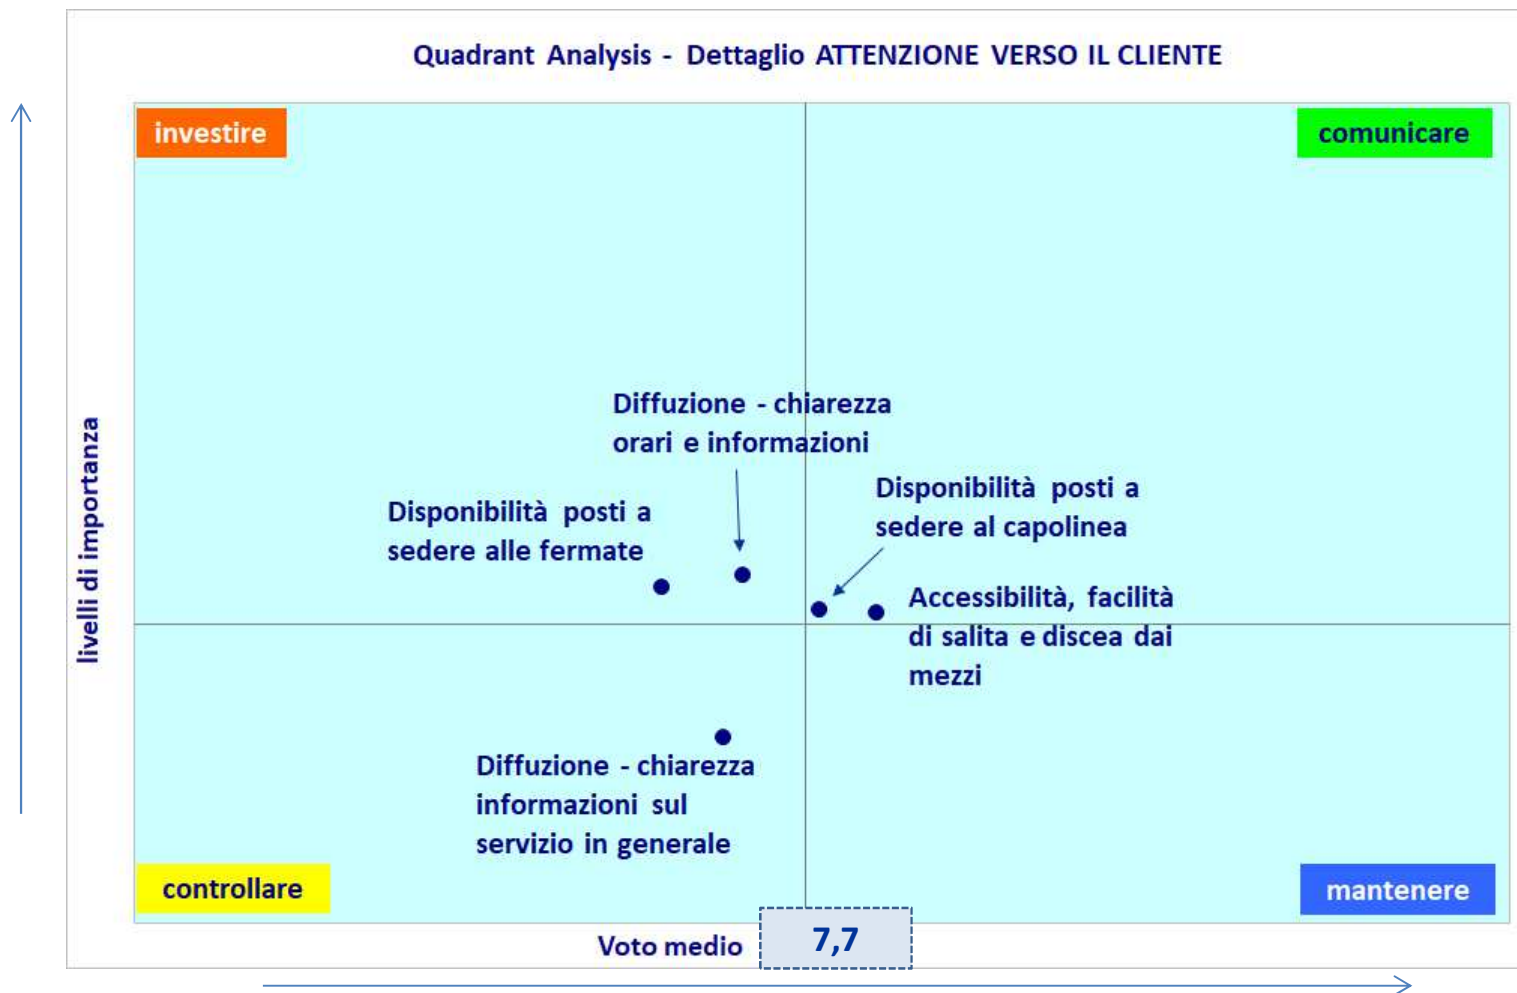 Quadrant Analysis - Dettaglio ATTENZIONE VERSO IL CLIENTE
investire
comunicare
Diffuzione - chiarezza
orari e informazioni
Disponibilità posti a
sedere al capolinea
Disponibilità posti a
sedere alle fermate
Accessibilità, facilità
di salita e discea dai
mezzi
livelli di importanza
Diffuzione - chiarezza
informazioni sul
servizio in generale
controllare
mantenere
Voto medio
7,7